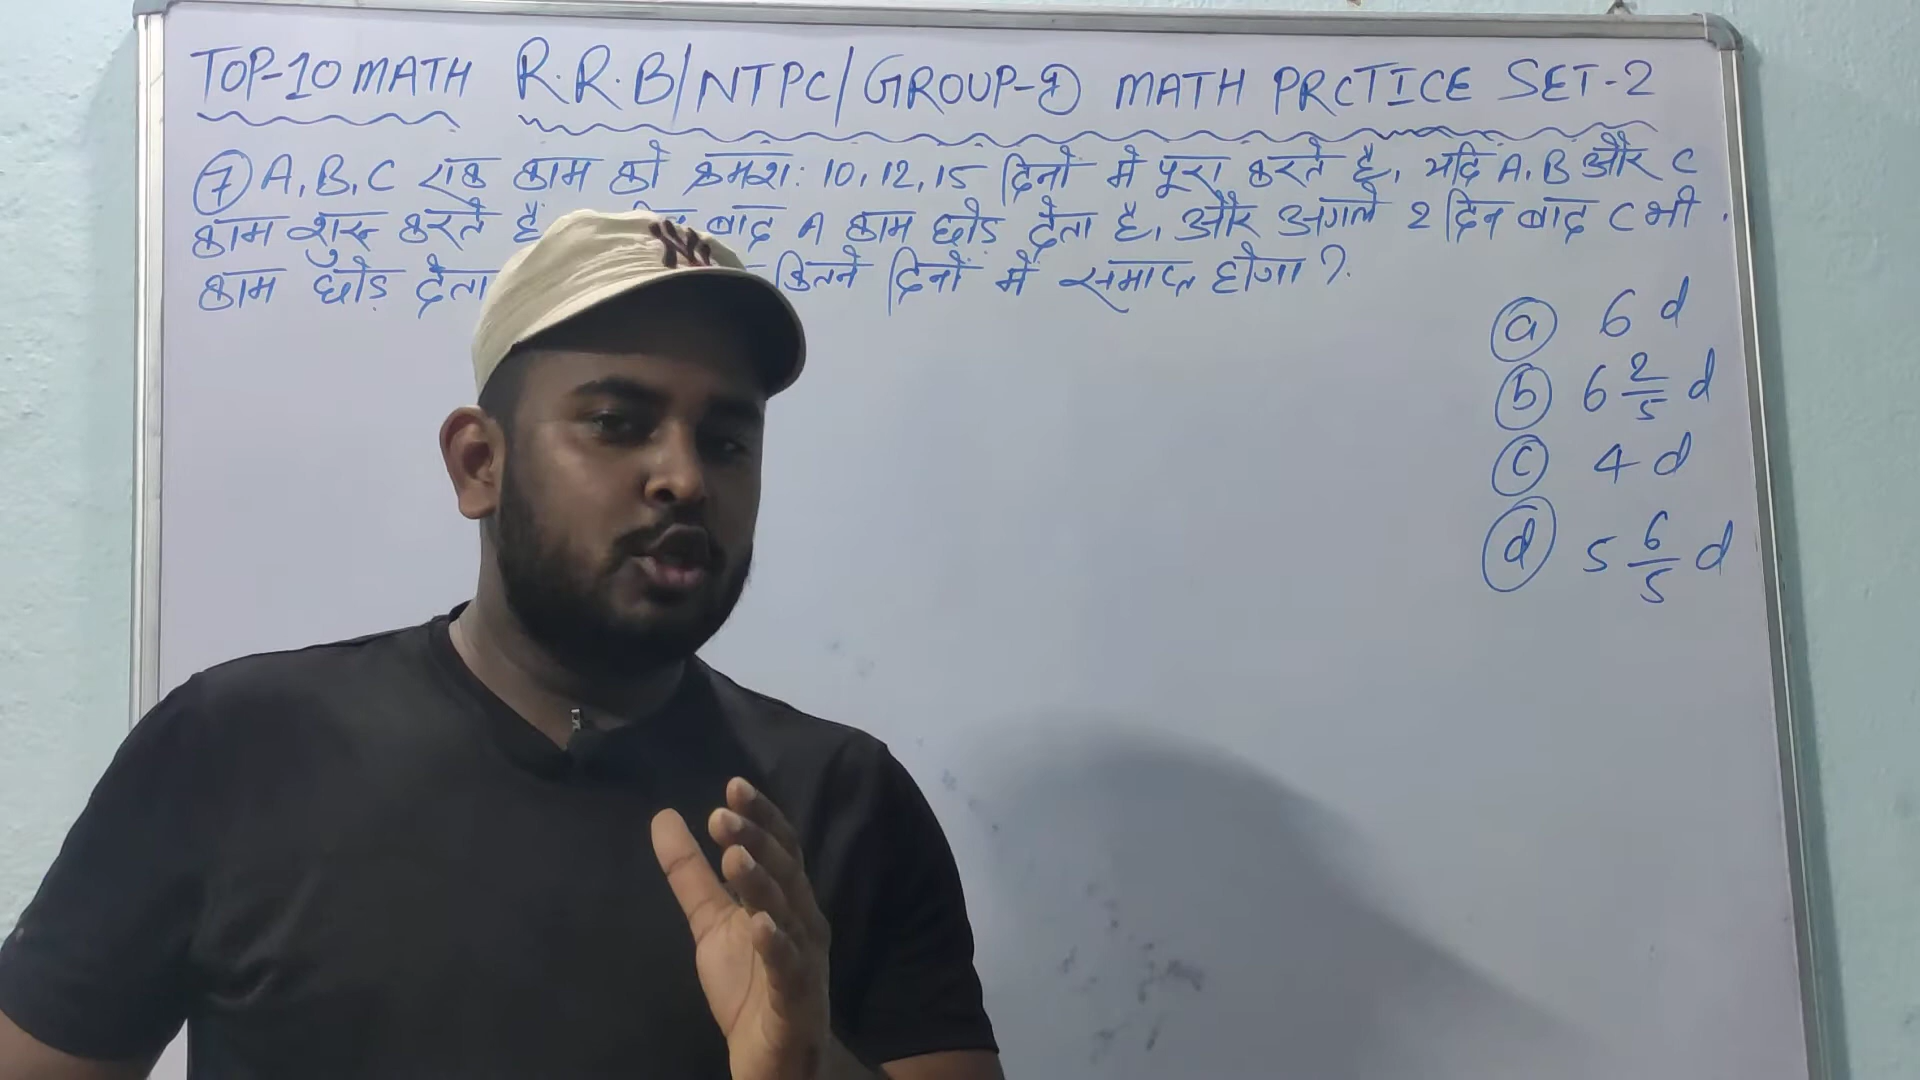 TOP-10 MATH R.R.B/NTPC/GROUP-D MATH PRCTICE SET-2
7 A, B, C एक काम को क्रमश: 10, 12, 15 दिनों मे पूरा करते है, यदि A, B और C
काम शुरू करते है बाद A काम छोड़ देता है, और अगले 2 दिन बाद C भी
काम छोड़ देता कितने दिनों में समाप्त होगा?
a 6 d
b 6 2/5 d
c 4 d
d 5 6/5 d